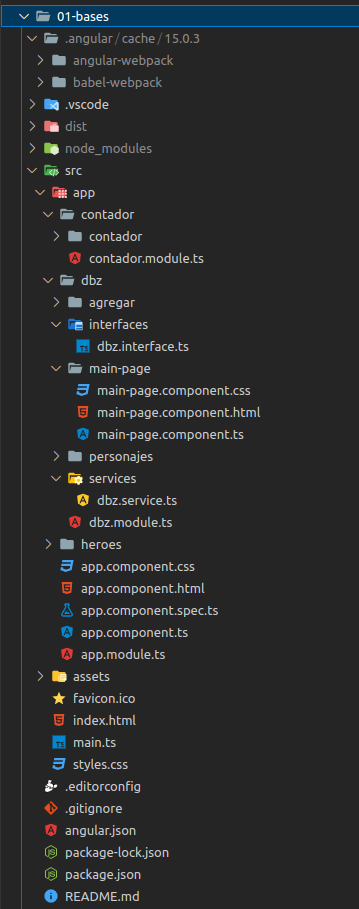 01-bases
.angular / cache / 15.0.3
angular-webpack
babel-webpack
.vscode
dist
node_modules
src
app
contador
contador
contador.module.ts
dbz
agregar
interfaces
dbz.interface.ts
main-page
main-page.component.css
main-page.component.html
main-page.component.ts
personajes
services
dbz.service.ts
dbz.module.ts
heroes
app.component.css
app.component.html
app.component.spec.ts
app.component.ts
app.module.ts
assets
favicon.ico
index.html
main.ts
styles.css
.editorconfig
.gitignore
angular.json
package-lock.json
package.json
README.md